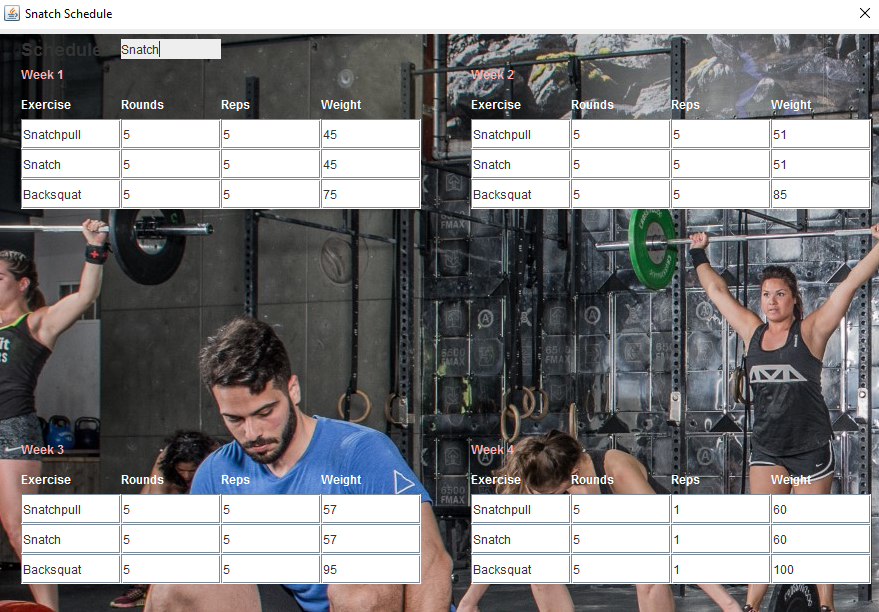 Snatch Schedule
Schedule Snatch
Week 1
Exercise Rounds Reps Weight
Snatchpull 5 5 45
Snatch 5 5 45
Backsquat 5 5 75
Week 2
Exercise Rounds Reps Weight
Snatchpull 5 5 51
Snatch 5 5 51
Backsquat 5 5 85
6500
FMAX
Week 3
Exercise Rounds Reps Weight
Snatchpull 5 5 57
Snatch 5 5 57
Backsquat 5 5 95
Week 4
Exercise Rounds Reps Weight
Snatchpull 5 1 60
Snatch 5 1 60
Backsquat 5 1 100